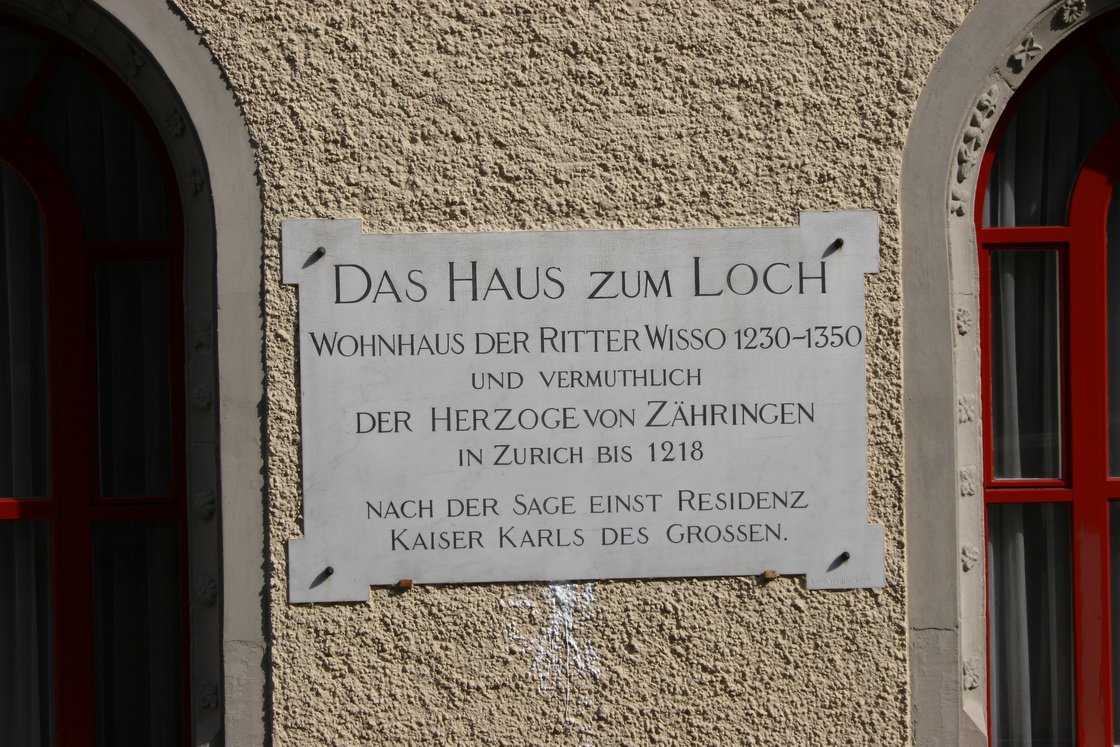 DAS HAUS ZUM LOCH
WOHNHAUS DER RITTER WISSO 1230-1350
UND VERMUTHLICH
DER HERZOGE VON ZÄHRINGEN
IN ZURICH BIS 1218
NACH DER SAGE EINST RESIDENZ
KAISER KARLS DES GROSSEN.